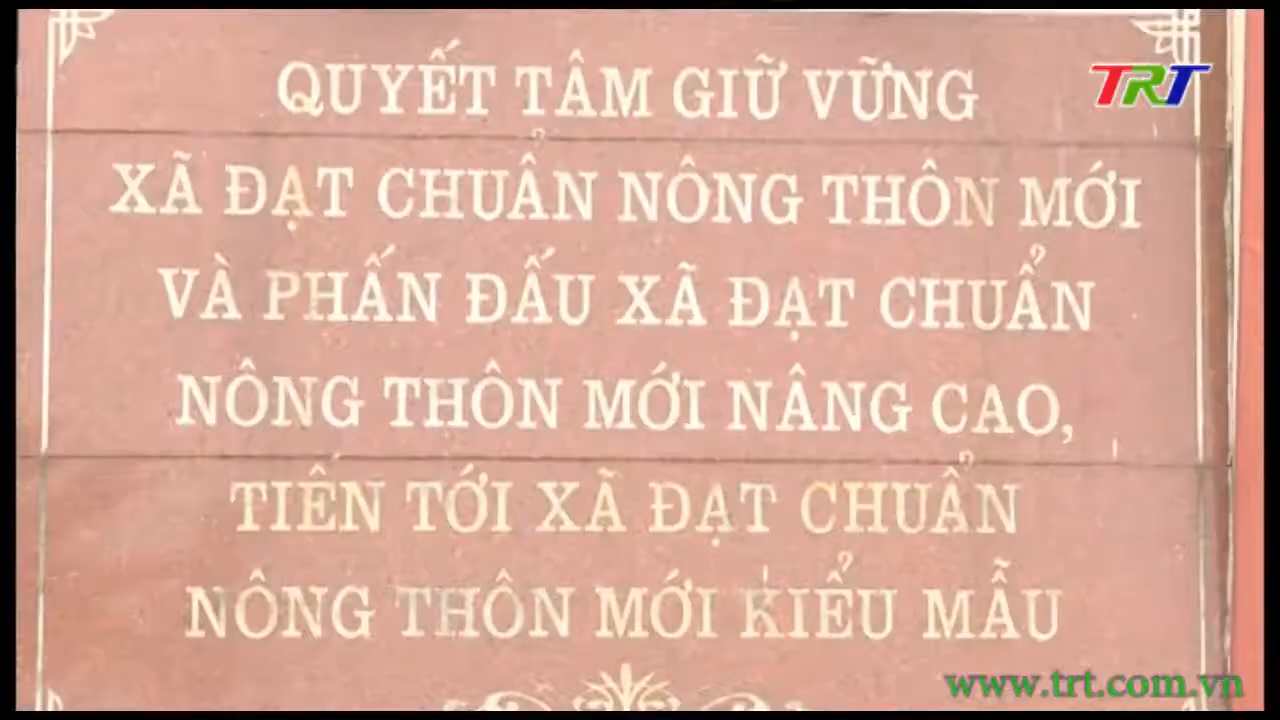 TRT
QUYẾT TÂM GIỮ VỮNG
XÃ ĐẠT CHUẨN NÔNG THÔN MỚI
VÀ PHẤN ĐẤU XÃ ĐẠT CHUẨN
NÔNG THÔN MỚI NÂNG CAO,
TIẾN TỚI XÃ ĐẠT CHUẨN
NÔNG THÔN MỚI KIỂU MẪU
www.trt.com.vn